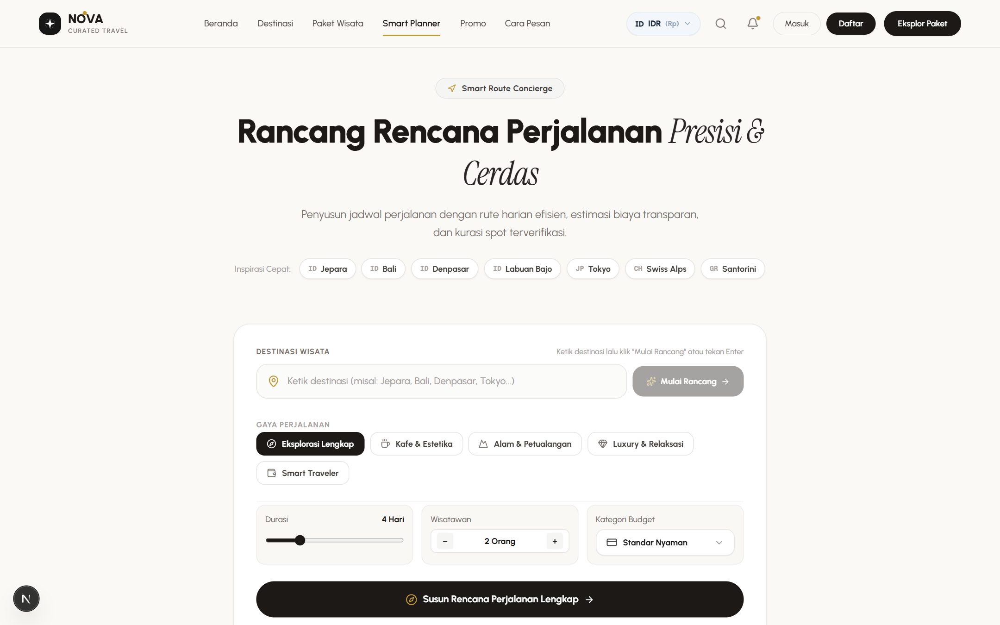 NOVA
CURATED TRAVEL
Beranda
Destinasi
Paket Wisata
Smart Planner
Promo
Cara Pesan
ID IDR (Rp)
Masuk
Daftar
Eksplor Paket
Smart Route Concierge
Rancang Rencana Perjalanan Presisi &
Cerdas
Penyusun jadwal perjalanan dengan rute harian efisien, estimasi biaya transparan,
dan kurasi spot terverifikasi.
Inspirasi Cepat:
ID Jepara
ID Bali
ID Denpasar
ID Labuan Bajo
JP Tokyo
CH Swiss Alps
GR Santorini
DESTINASI WISATA
Ketik destinasi lalu klik "Mulai Rancang" atau tekan Enter
Ketik destinasi (misal: Jepara, Bali, Denpasar, Tokyo...)
Mulai Rancang →
GAYA PERJALANAN
Eksplorasi Lengkap
Kafe & Estetika
Alam & Petualangan
Luxury & Relaksasi
Smart Traveler
Durasi
4 Hari
Wisatawan
− 2 Orang +
Kategori Budget
Standar Nyaman
Susun Rencana Perjalanan Lengkap →
N